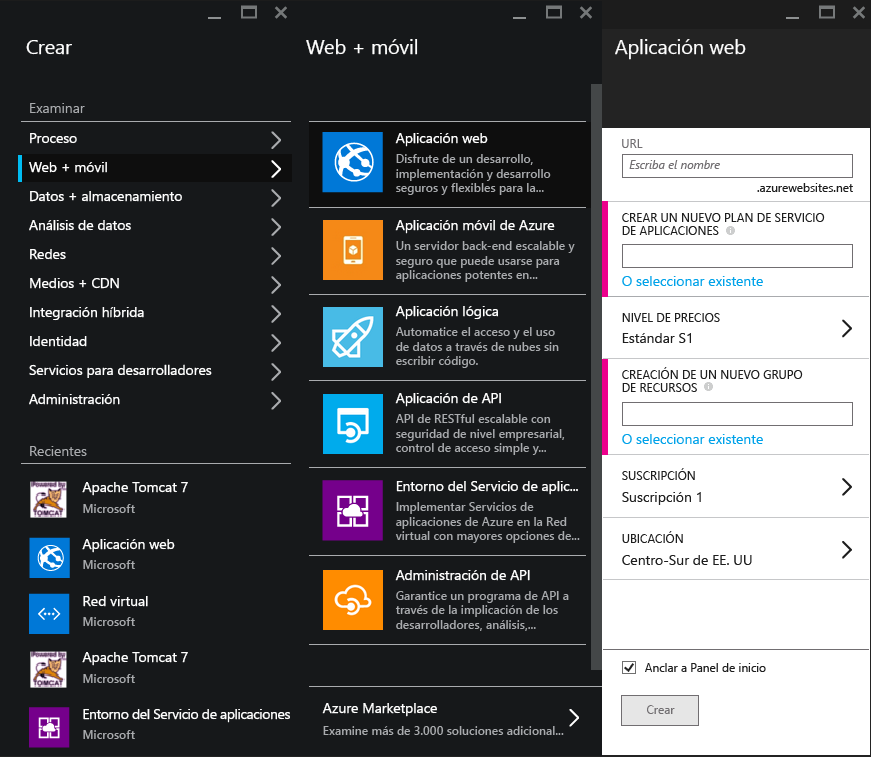 Crear
Examinar
Proceso
Web + móvil
Datos + almacenamiento
Análisis de datos
Redes
Medios + CDN
Integración híbrida
Identidad
Servicios para desarrolladores
Administración
Recientes
Powered by
TOMCAT
Apache Tomcat 7
Microsoft
Aplicación web
Microsoft
Red virtual
Microsoft
Powered by
TOMCAT
Apache Tomcat 7
Microsoft
Entorno del Servicio de aplicaciones
Microsoft
Web + móvil
Aplicación web
Disfrute de un desarrollo,
implementación y desarrollo
seguros y flexibles para la...
Aplicación móvil de Azure
Un servidor back-end escalable y
seguro que puede usarse para
aplicaciones potentes en...
Aplicación lógica
Automatice el acceso y el uso
de datos a través de nubes sin
escribir código.
Aplicación de API
API de RESTful escalable con
seguridad de nivel empresarial,
control de acceso simple y...
Entorno del Servicio de aplic...
Implementar Servicios de
aplicaciones de Azure en la Red
virtual con mayores opciones de...
Administración de API
Garantice un programa de API a
través de la implicación de los
desarrolladores, análisis,...
Azure Marketplace
Examine más de 3.000 soluciones adicional...
Aplicación web
URL
Escriba el nombre
.azurewebsites.net
CREAR UN NUEVO PLAN DE SERVICIO
DE APLICACIONES
O seleccionar existente
NIVEL DE PRECIOS
Estándar S1
CREACIÓN DE UN NUEVO GRUPO
DE RECURSOS
O seleccionar existente
SUSCRIPCIÓN
Suscripción 1
UBICACIÓN
Centro-Sur de EE. UU
Anclar a Panel de inicio
Crear